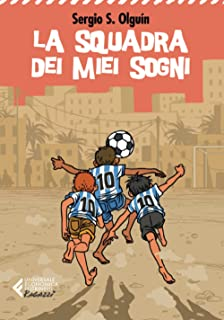 Sergio S. Olguín
LA SQUADRA
DEI MIEI SOGNI
10
10
10
UNIVERSALE
ECONOMICA
FELTRINELLI
Ragazzi